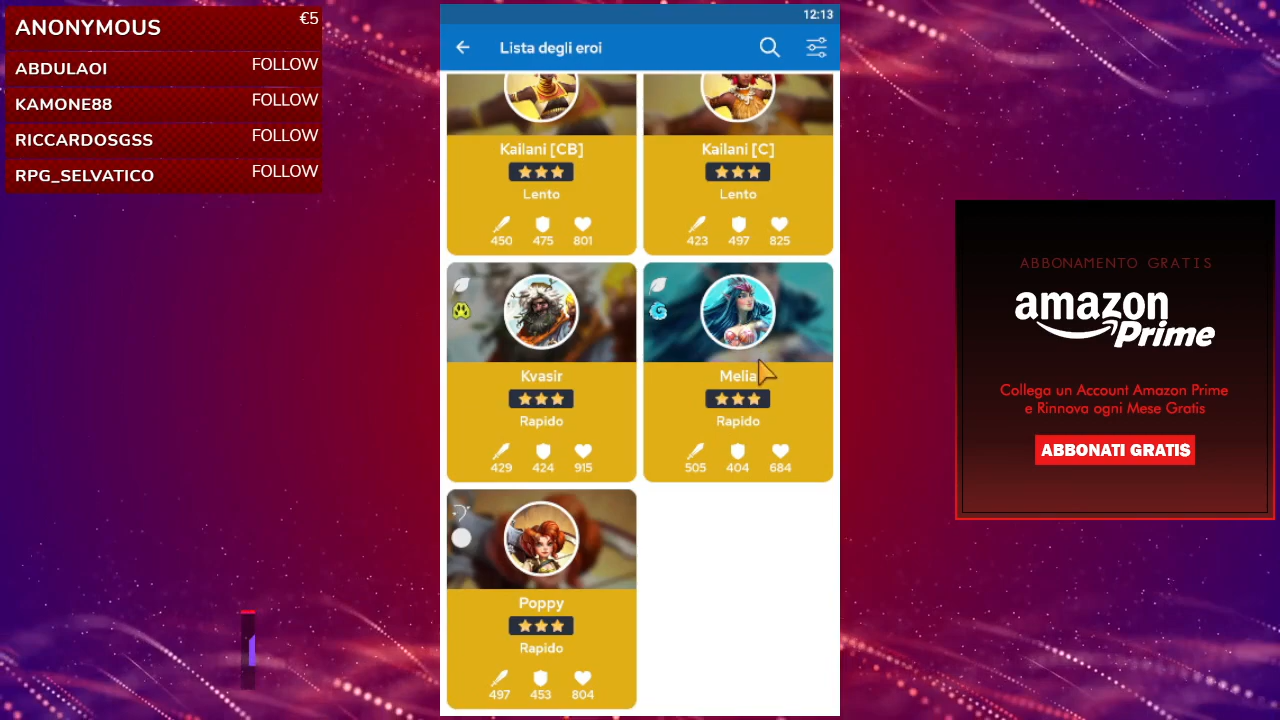 ANONYMOUS €5
ABDULAOI FOLLOW
KAMONE88 FOLLOW
RICCARDOSGSS FOLLOW
RPG_SELVATICO FOLLOW
12:13
Lista degli eroi
Kailani [CB]
Lento
450 475 801
Kailani [C]
Lento
423 497 825
Kvasir
Rapido
429 424 915
Melia
Rapido
505 404 684
Poppy
Rapido
497 453 804
ABBONAMENTO GRATIS
amazon
Prime
Collega un Account Amazon Prime
e Rinnova ogni Mese Gratis
ABBONATI GRATIS